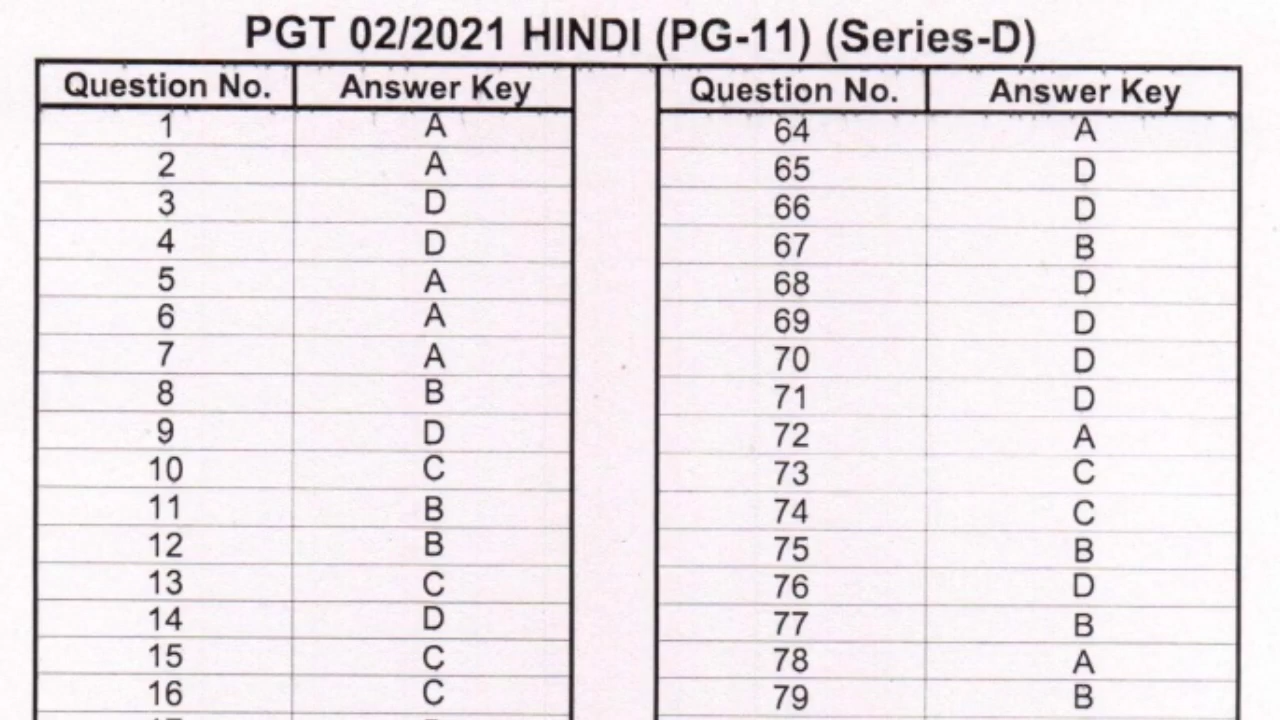 PGT 02/2021 HINDI (PG-11) (Series-D)
Question No. Answer Key Question No. Answer Key
1 A 64 A
2 A 65 D
3 D 66 D
4 D 67 B
5 A 68 D
6 A 69 D
7 A 70 D
8 B 71 D
9 D 72 A
10 C 73 C
11 B 74 C
12 B 75 B
13 C 76 D
14 D 77 B
15 C 78 A
16 C 79 B